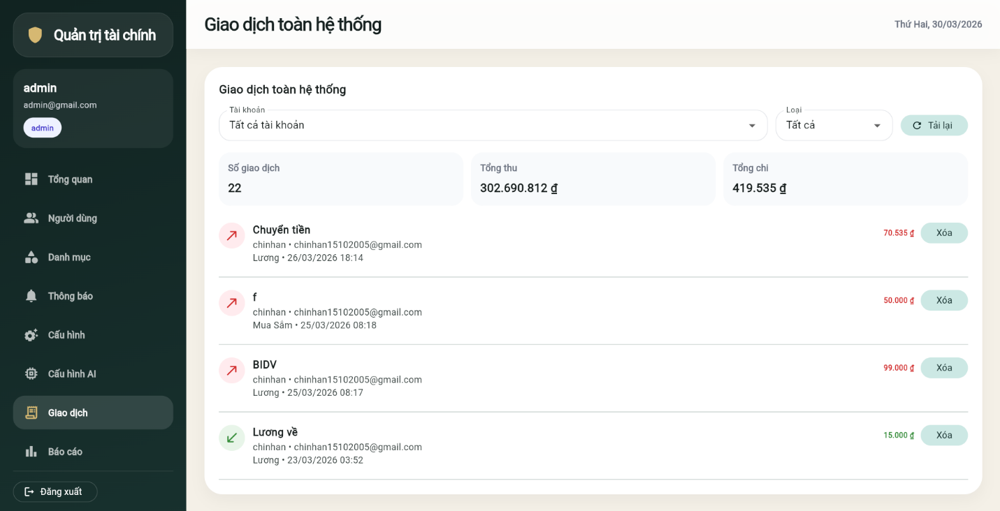 Quản trị tài chính
admin
admin@gmail.com
admin
Tổng quan
Người dùng
Danh mục
Thông báo
Cấu hình
Cấu hình AI
Giao dịch
Báo cáo
Đăng xuất
Giao dịch toàn hệ thống
Thứ Hai, 30/03/2026
Giao dịch toàn hệ thống
Tài khoản
Tất cả tài khoản
Loại
Tất cả
Tải lại
Số giao dịch
22
Tổng thu
302.690.812 ₫
Tổng chi
419.535 ₫
Chuyển tiền
chinhan • chinhan15102005@gmail.com
Lương • 26/03/2026 18:14
70.535 ₫
Xóa
f
chinhan • chinhan15102005@gmail.com
Mua Sắm • 25/03/2026 08:18
50.000 ₫
Xóa
BIDV
chinhan • chinhan15102005@gmail.com
Lương • 25/03/2026 08:17
99.000 ₫
Xóa
Lương về
chinhan • chinhan15102005@gmail.com
Lương • 23/03/2026 03:52
15.000 ₫
Xóa